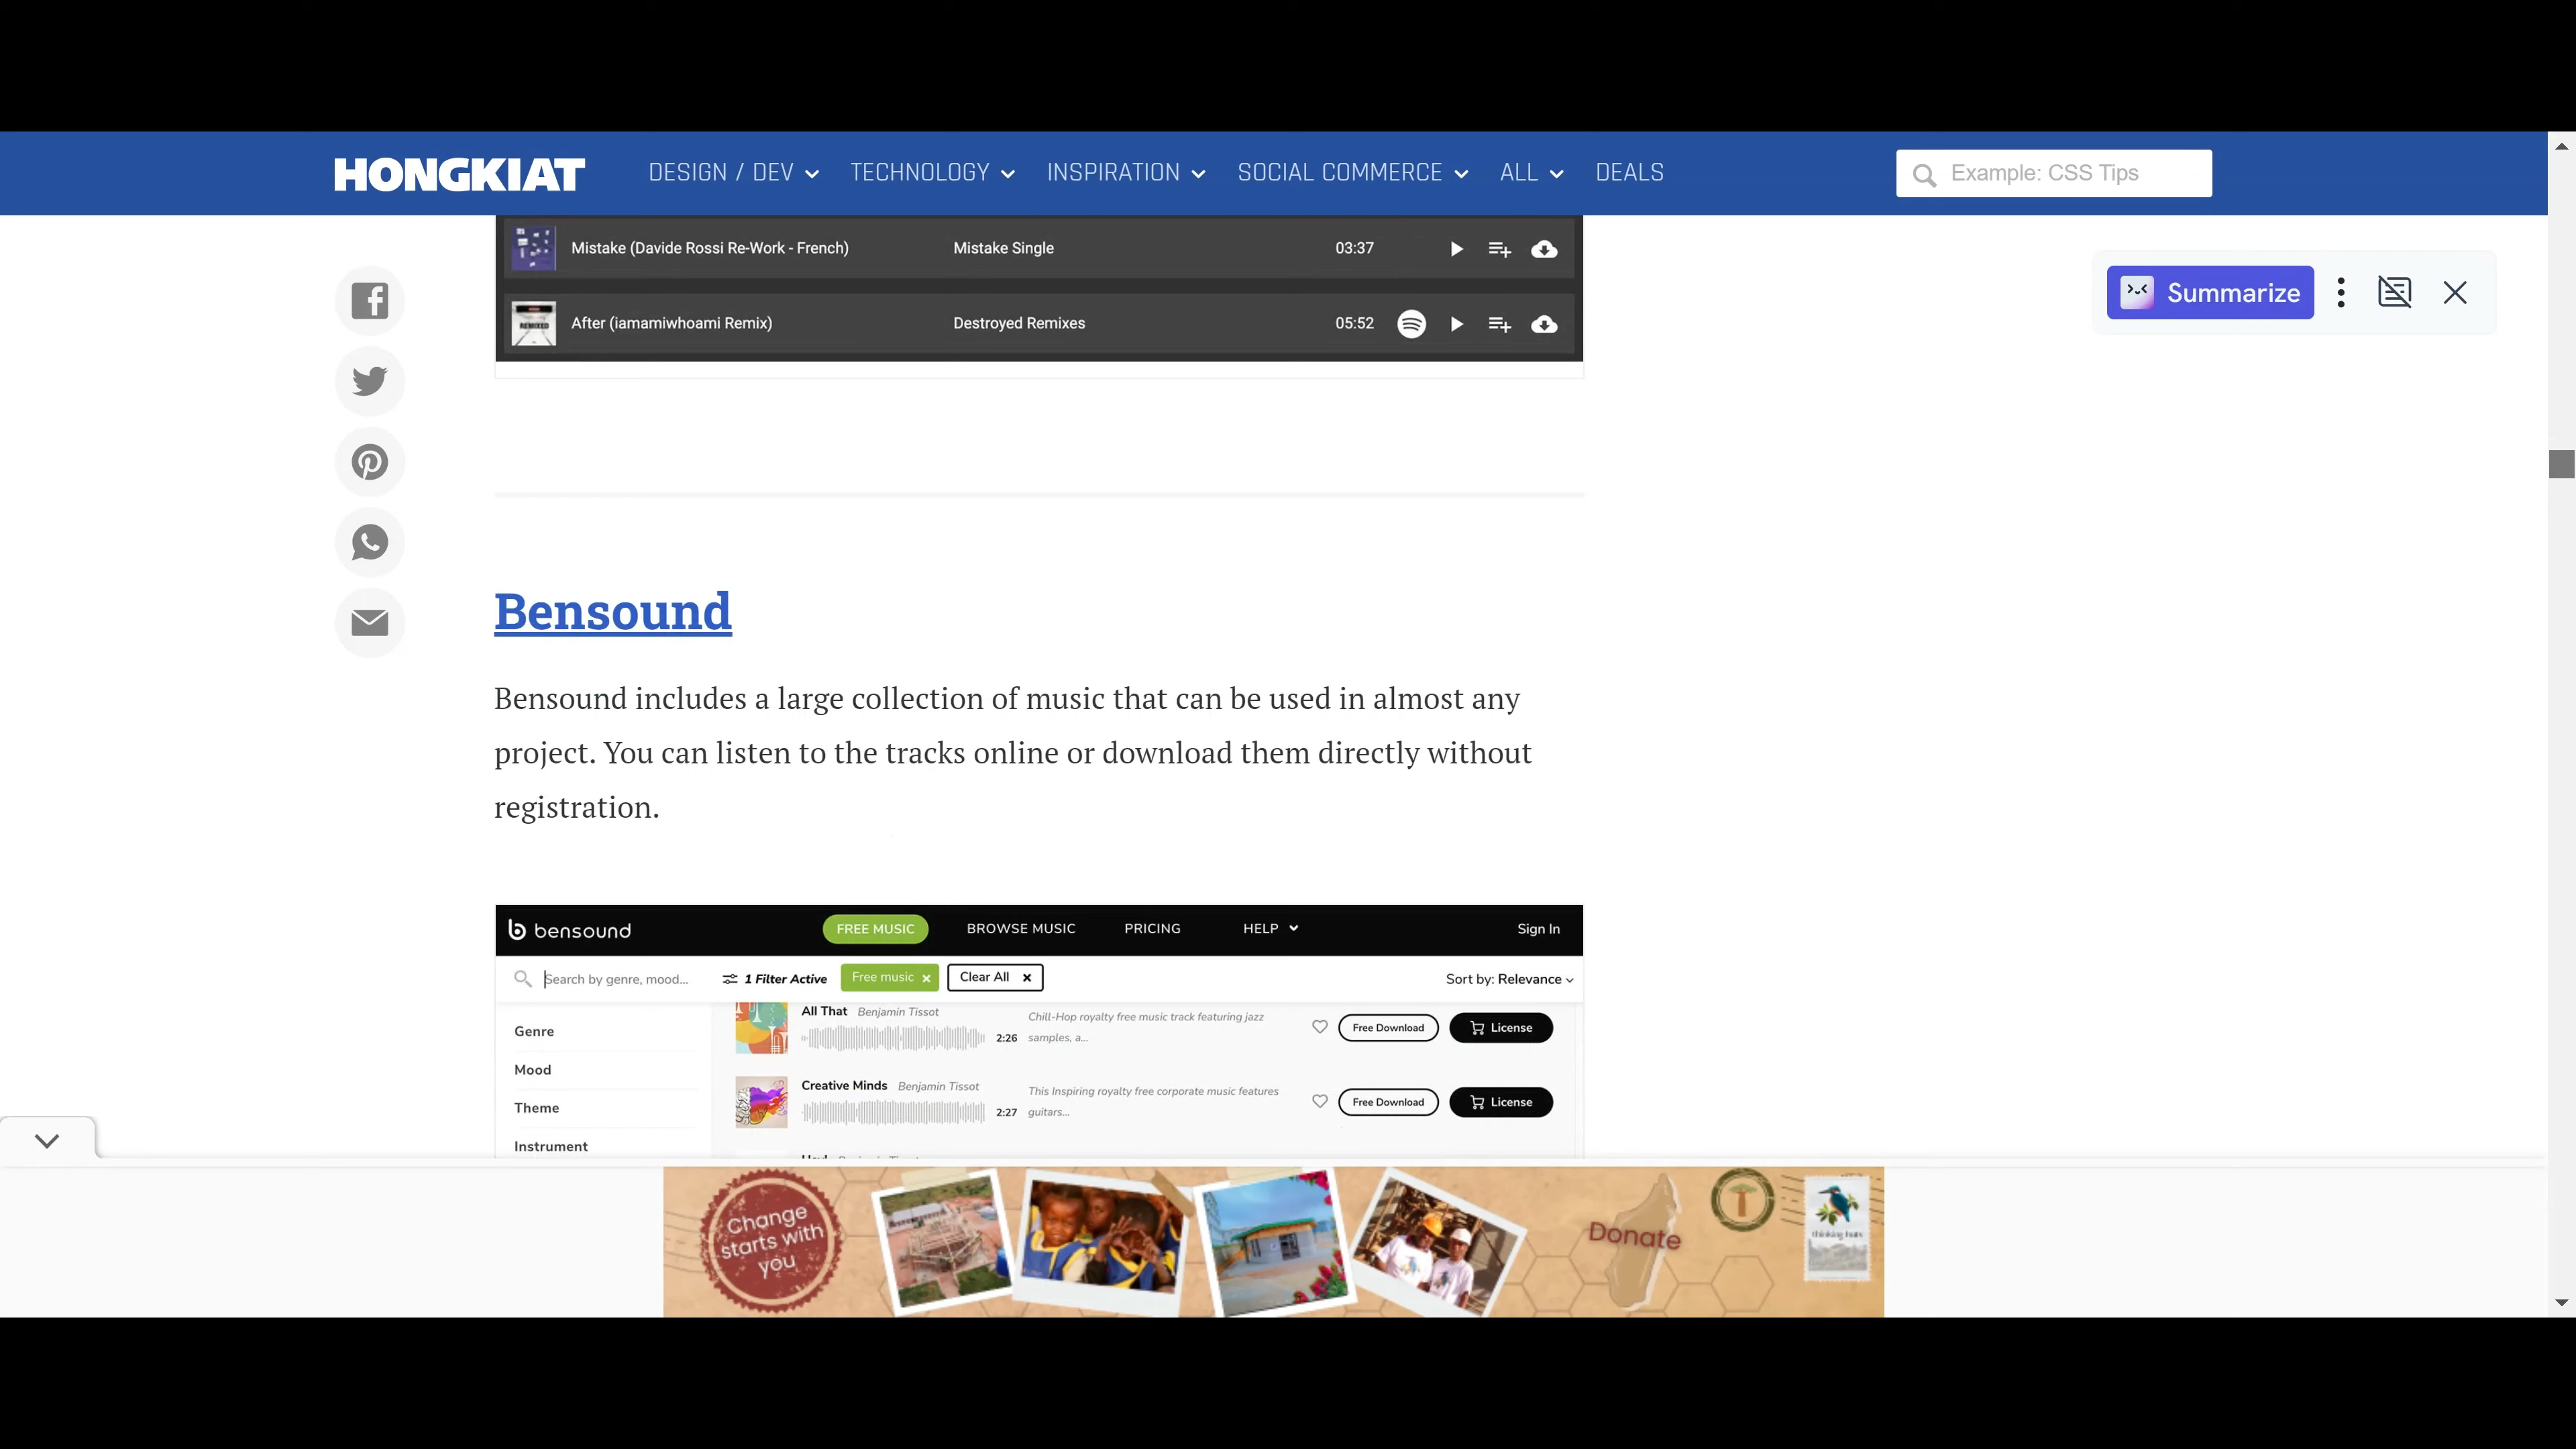 HONGKIAT
DESIGN / DEV
TECHNOLOGY
INSPIRATION
SOCIAL COMMERCE
ALL
DEALS
Example: CSS Tips
Mistake (Davide Rossi Re-Work - French) Mistake Single 03:37
REMIXED
After (iamamiwhoami Remix) Destroyed Remixes 05:52
Summarize
Bensound
Bensound includes a large collection of music that can be used in almost any
project. You can listen to the tracks online or download them directly without
registration.
bensound
FREE MUSIC
BROWSE MUSIC
PRICING
HELP
Sign In
Search by genre, mood...
1 Filter Active
Free music x
Clear All x
Sort by: Relevance
Genre
Mood
Theme
Instrument
All That Benjamin Tissot
2:26
Chill-Hop royalty free music track featuring jazz
samples, a...
Free Download
License
Creative Minds Benjamin Tissot
2:27
This Inspiring royalty free corporate music features
guitars...
Free Download
License
Change
starts with
you
Donate
thinking huts